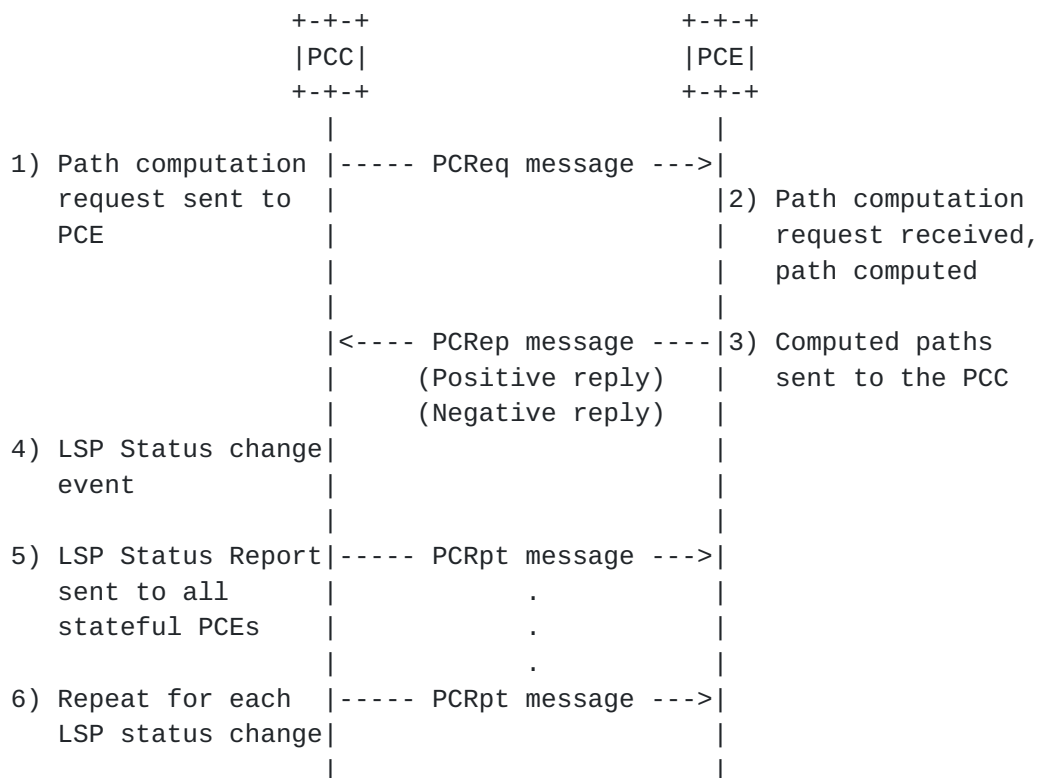 +-+-+                    +-+-+
                  |PCC|                    |PCE|
                  +-+-+                    +-+-+
                    |                        |
1) Path computation |----- PCReq message --->|
   request sent to  |                        |2) Path computation
   PCE              |                        |   request received,
                    |                        |   path computed
                    |                        |
                    |<---- PCRep message ----|3) Computed paths
                    |     (Positive reply)   |   sent to the PCC
                    |     (Negative reply)   |
4) LSP Status change|                        |
   event            |                        |
                    |                        |
5) LSP Status Report|----- PCRpt message --->|
   sent to all      |            .           |
   stateful PCEs    |            .           |
                    |            .           |
6) Repeat for each  |----- PCRpt message --->|
   LSP status change|                        |
                    |                        |